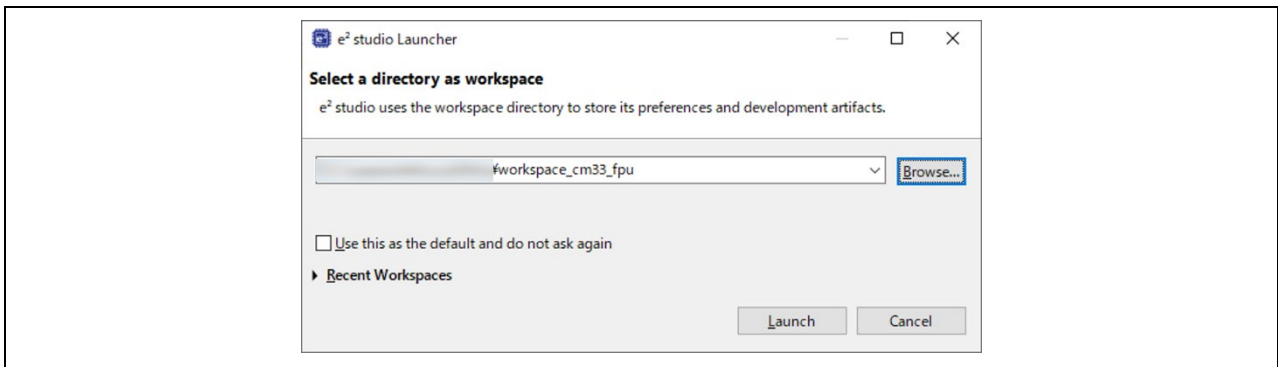 e² studio Launcher
Select a directory as workspace
e² studio uses the workspace directory to store its preferences and development artifacts.
¥workspace_cm33_fpu
Browse...
Use this as the default and do not ask again
Recent Workspaces
Launch
Cancel